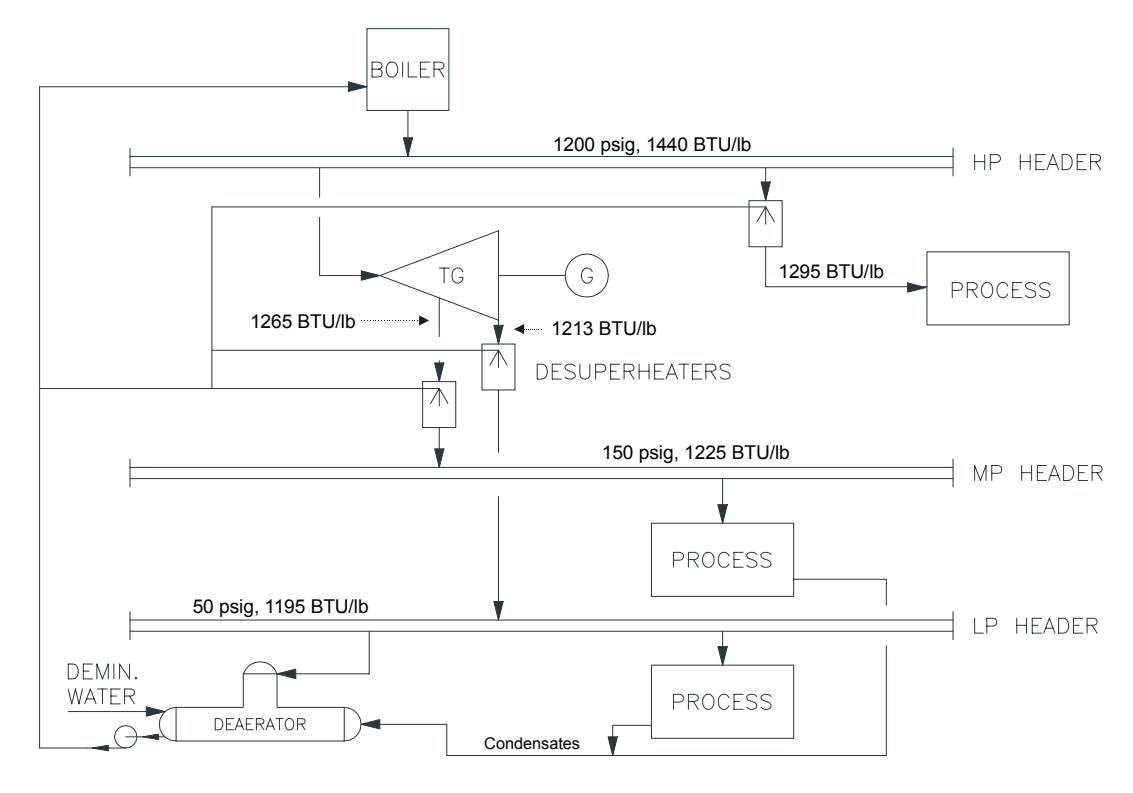 BOILER
1200 psig, 1440 BTU/lb
HP HEADER
TG
G
1295 BTU/lb
PROCESS
1265 BTU/lb
1213 BTU/lb
DESUPERHEATERS
150 psig, 1225 BTU/lb
MP HEADER
PROCESS
50 psig, 1195 BTU/lb
LP HEADER
DEMIN.
WATER
PROCESS
DEAERATOR
Condensates